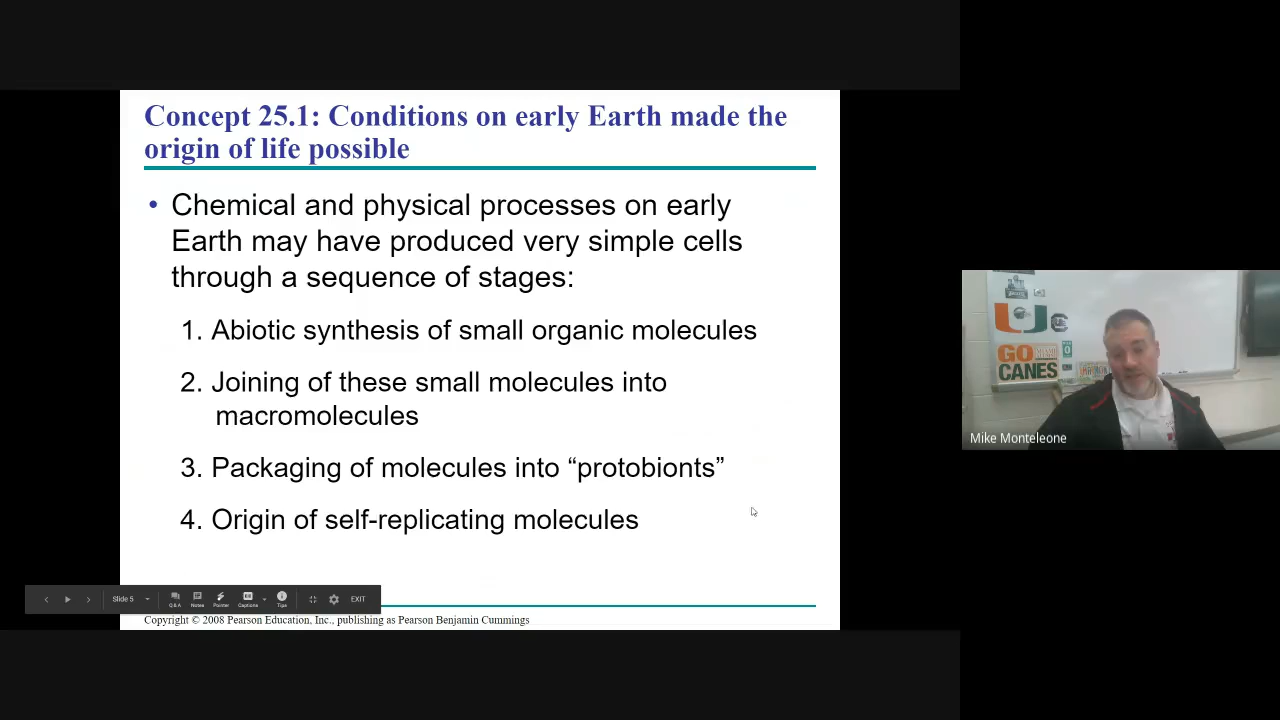 Concept 25.1: Conditions on early Earth made the
origin of life possible
• Chemical and physical processes on early
Earth may have produced very simple cells
through a sequence of stages:
1. Abiotic synthesis of small organic molecules
2. Joining of these small molecules into
macromolecules
3. Packaging of molecules into “protobionts”
4. Origin of self-replicating molecules
Slide 5
Q&A
Notes
Pointer
Captions
Tips
EXIT
Copyright © 2008 Pearson Education, Inc., publishing as Pearson Benjamin Cummings
U
GO
CANES
Mike Monteleone